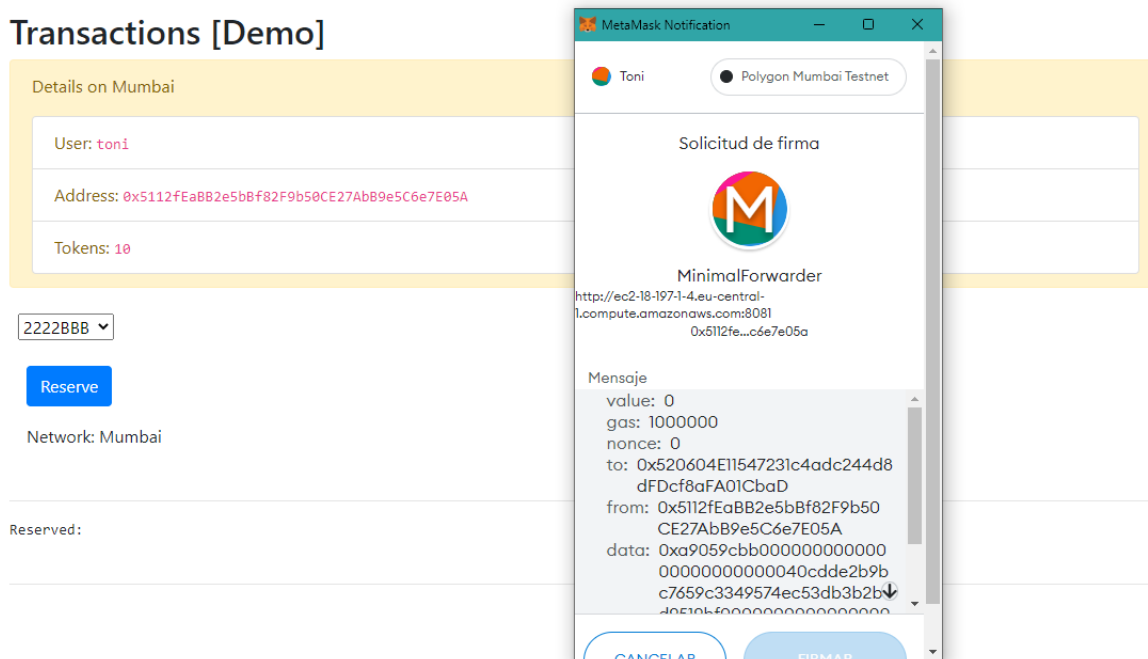 Transactions [Demo]
Details on Mumbai
User: toni
Address: 0x5112fEaBB2e5bBf82F9b50CE27AbB9e5C6e7E05A
Tokens: 10
2222BBB
Reserve
Network: Mumbai
Reserved:
MetaMask Notification
Toni
Polygon Mumbai Testnet
Solicitud de firma
M
MinimalForwarder
http://ec2-18-197-1-4.eu-central-
1.compute.amazonaws.com:8081
0x5112fe...c6e7e05a
Mensaje
value: 0
gas: 1000000
nonce: 0
to: 0x520604E11547231c4adc244d8
dFDcf8aFA01CbaD
from: 0x5112fEaBB2e5bBf82F9b50
CE27AbB9e5C6e7E05A
data: 0xa9059cbb000000000000
00000000000040cdde2b9b
c7659c3349574ec53db3b2b
CANCELAR
FIRMAR